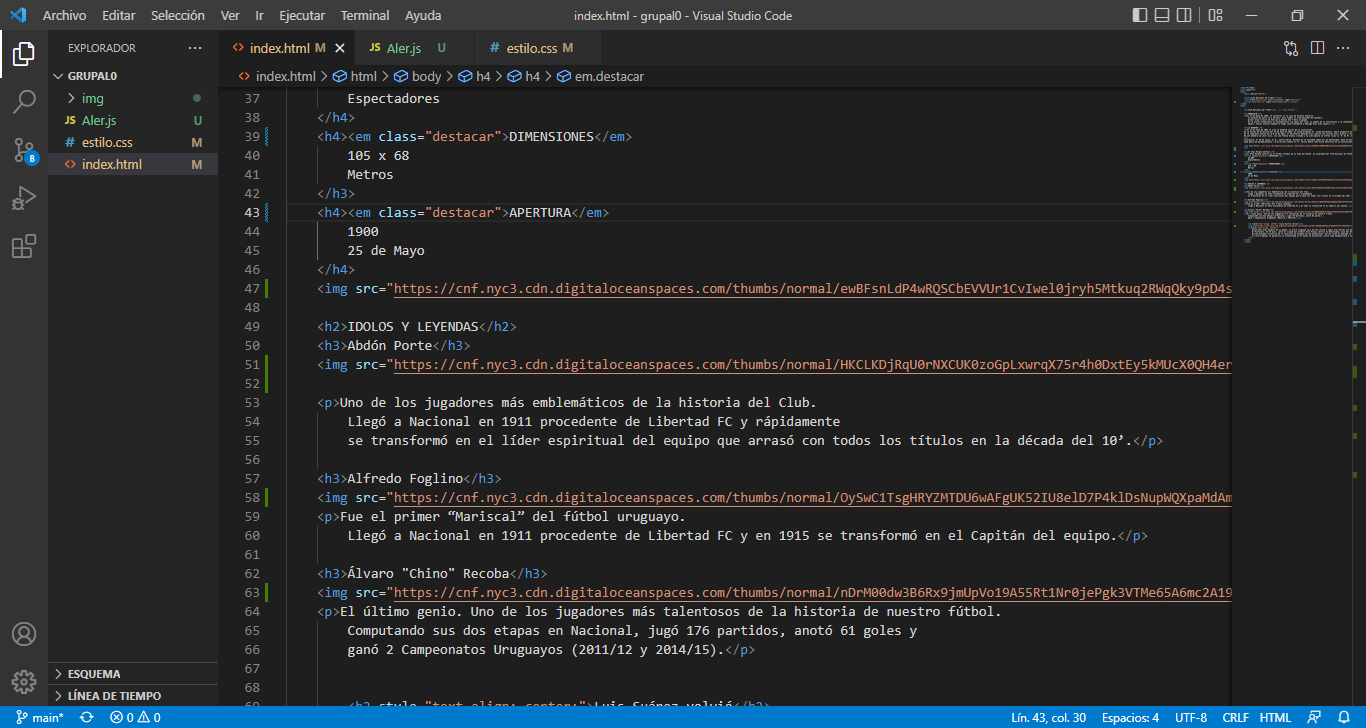 Archivo Editar Selección Ver Ir Ejecutar Terminal Ayuda index.html - grupal0 - Visual Studio Code
EXPLORADOR ...
GRUPAL0
img
JS Aler.js U
# estilo.css M
<> index.html M
ESQUEMA
LÍNEA DE TIEMPO
8
<> index.html M JS Aler.js U # estilo.css M
<> index.html > html > body > h4 > h4 > em.destacar
37 Espectadores
38 </h4>
39 <h4><em class="destacar">DIMENSIONES</em>
40 105 x 68
41 Metros
42 </h3>
43 <h4><em class="destacar">APERTURA</em>
44 1900
45 25 de Mayo
46 </h4>
47 <img src="https://cnf.nyc3.cdn.digitaloceanspaces.com/thumbs/normal/ewBFsnLdP4wRQSCbEVVUr1CvIwel0jryh5Mtkuq2RWqQky9pD4s
48
49 <h2>IDOLOS Y LEYENDAS</h2>
50 <h3>Abdón Porte</h3>
51 <img src="https://cnf.nyc3.cdn.digitaloceanspaces.com/thumbs/normal/HKCLKDjRqU0rNXCUK0zoGpLxwrqX75r4h0DxtEy5kMUcX0QH4er
52
53 <p>Uno de los jugadores más emblemáticos de la historia del Club.
54 Llegó a Nacional en 1911 procedente de Libertad FC y rápidamente
55 se transformó en el líder espiritual del equipo que arrasó con todos los títulos en la década del 10’.</p>
56
57 <h3>Alfredo Foglino</h3>
58 <img src="https://cnf.nyc3.cdn.digitaloceanspaces.com/thumbs/normal/OySwC1TsgHRYZMTDU6wAFgUK52IU8elD7P4klDsNupWQXpaMdAm
59 <p>Fue el primer “Mariscal” del fútbol uruguayo.
60 Llegó a Nacional en 1911 procedente de Libertad FC y en 1915 se transformó en el Capitán del equipo.</p>
61
62 <h3>Álvaro "Chino" Recoba</h3>
63 <img src="https://cnf.nyc3.cdn.digitaloceanspaces.com/thumbs/normal/nDrM00dw3B6Rx9jmUpVo19A55Rt1Nr0jePgk3VTMe65A6mc2A19
64 <p>El último genio. Uno de los jugadores más talentosos de la historia de nuestro fútbol.
65 Computando sus dos etapas en Nacional, jugó 176 partidos, anotó 61 goles y
66 ganó 2 Campeonatos Uruguayos (2011/12 y 2014/15).</p>
67
68
69 <h2 style="text-align: center;">Luis Suárez volvió</h2>
main* 0 0 Lín. 43, col. 30 Espacios: 4 UTF-8 CRLF HTML